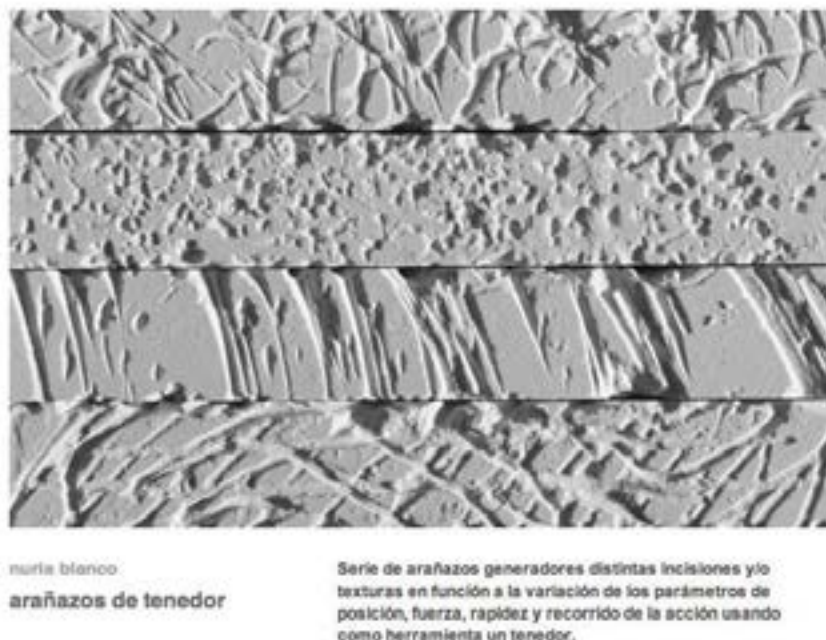 nuria blanco
arañazos de tenedor
Serie de arañazos generadores distintas incisiones y/o
texturas en función a la variación de los parámetros de
posición, fuerza, rapidez y recorrido de la acción usando
como herramienta un tenedor.